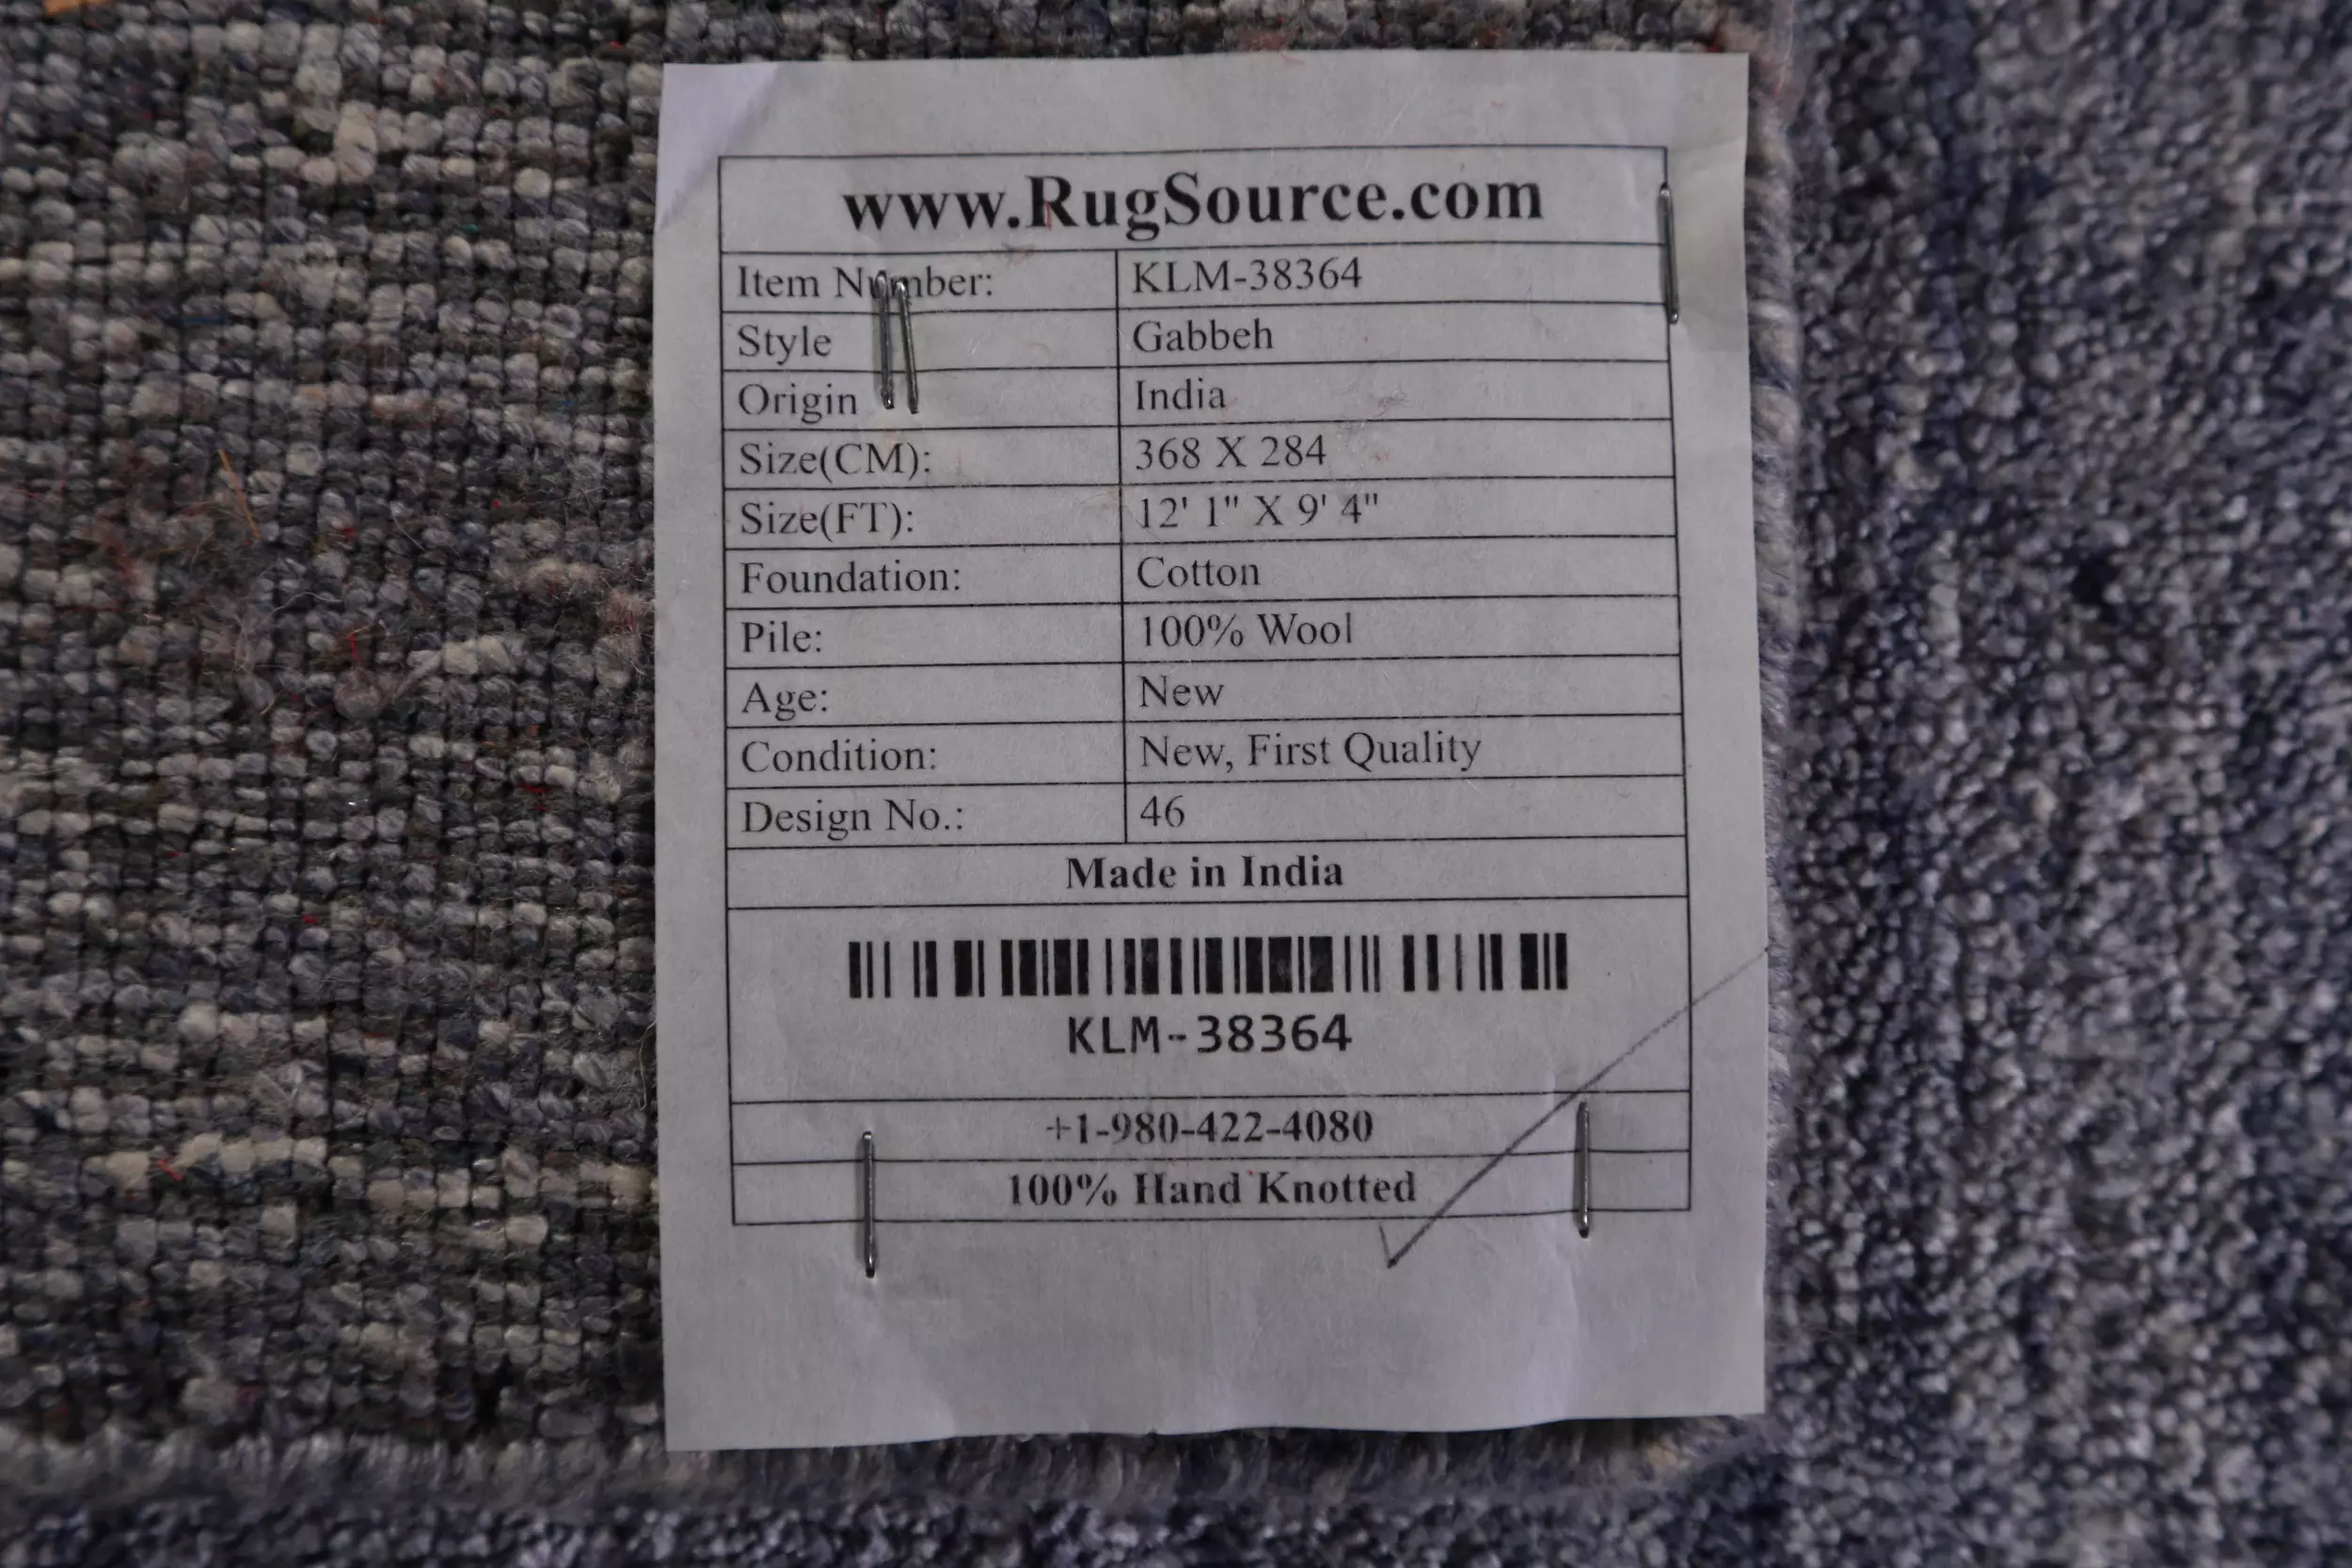 www.RugSource.com
Item Number: KLM-38364
Style Gabbeh
Origin India
Size(CM): 368 X 284
Size(FT): 12' 1" X 9' 4"
Foundation: Cotton
Pile: 100% Wool
Age: New
Condition: New, First Quality
Design No.: 46
Made in India
KLM-38364
+1-980-422-4080
100% Hand Knotted